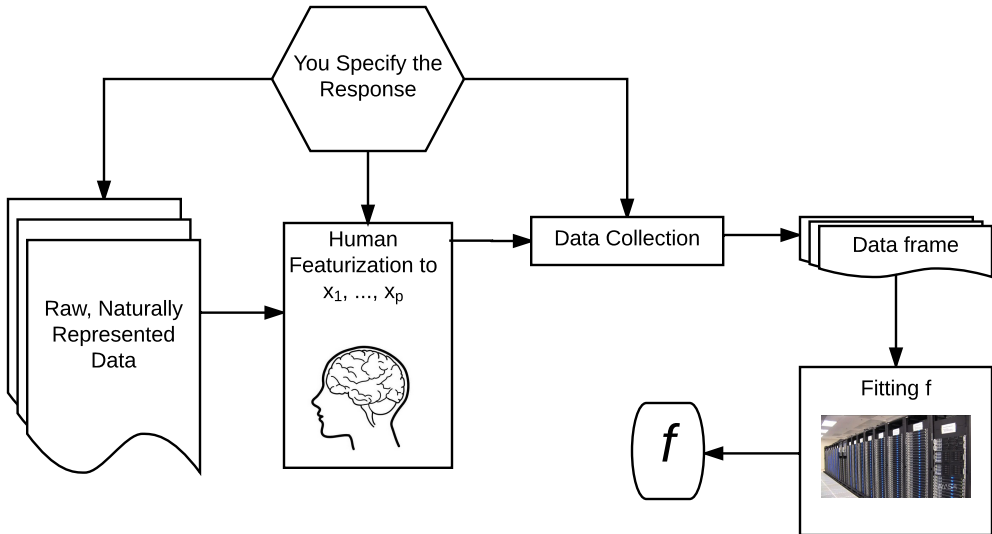 You Specify the
Response
Raw, Naturally
Represented
Data
Human
Featurization to
x₁, ..., xₚ
Data Collection
Data frame
Fitting f
f